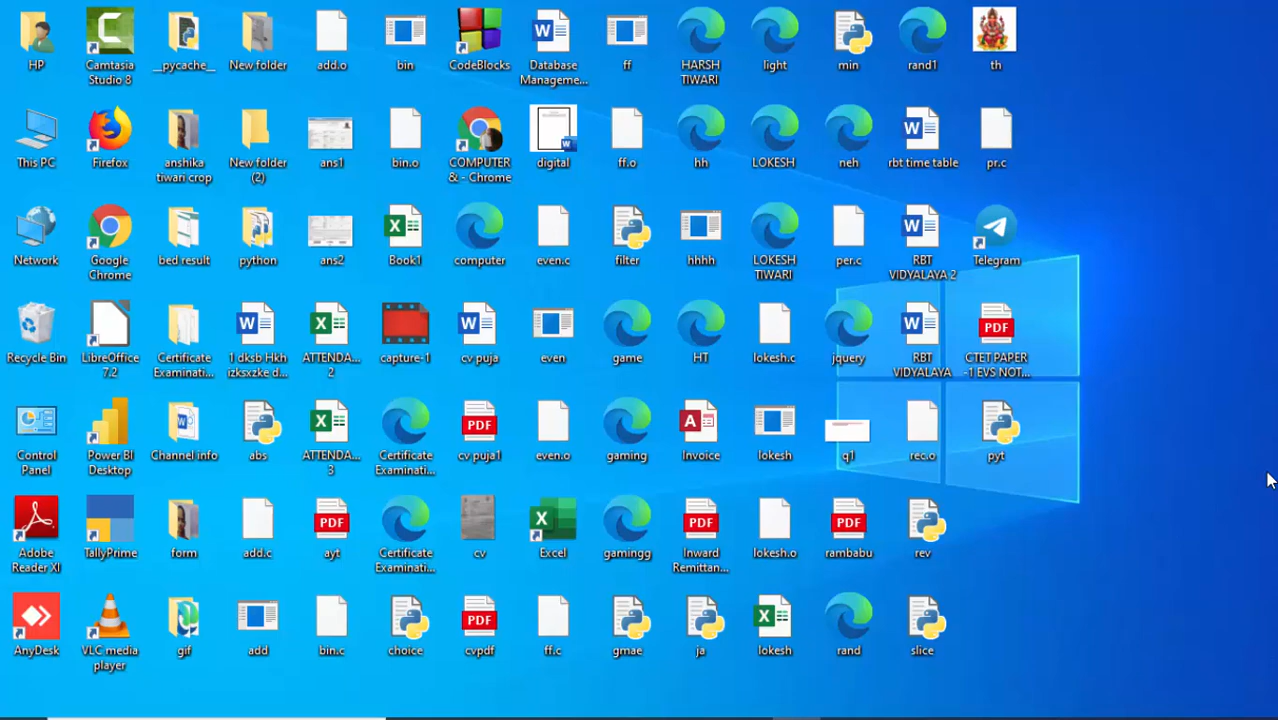 HP
Camtasia
Studio 8
__pycache__
New folder
add.o
bin
CodeBlocks
Database
Manageme...
ff
HARSH
TIWARI
light
min
rand1
th
This PC
Firefox
anshika
tiwari crop
New folder
(2)
ans1
bin.o
COMPUTER
& - Chrome
digital
ff.o
hh
LOKESH
neh
rbt time table
pr.c
Network
Google
Chrome
bed result
python
ans2
Book1
computer
even.c
filter
hhhh
LOKESH
TIWARI
per.c
RBT
VIDYALAYA 2
Telegram
Recycle Bin
LibreOffice
7.2
Certificate
Examinati...
1 dksb Hkh
izksxzke d...
ATTENDA...
2
capture-1
cv puja
even
game
HT
lokesh.c
jquery
RBT
VIDYALAYA
PDF
CTET PAPER
-1 EVS NOT...
Control
Panel
Power BI
Desktop
Channel info
abs
ATTENDA...
3
Certificate
Examinati...
PDF
cv puja1
even.o
gaming
Invoice
lokesh
q1
rec.o
pyt
Adobe
Reader XI
TallyPrime
form
add.c
PDF
ayt
Certificate
Examinati...
cv
Excel
gamingg
PDF
Inward
Remittan...
lokesh.o
PDF
rambabu
rev
AnyDesk
VLC media
player
gif
add
bin.c
choice
PDF
cvpdf
ff.c
gmae
ja
lokesh
rand
slice